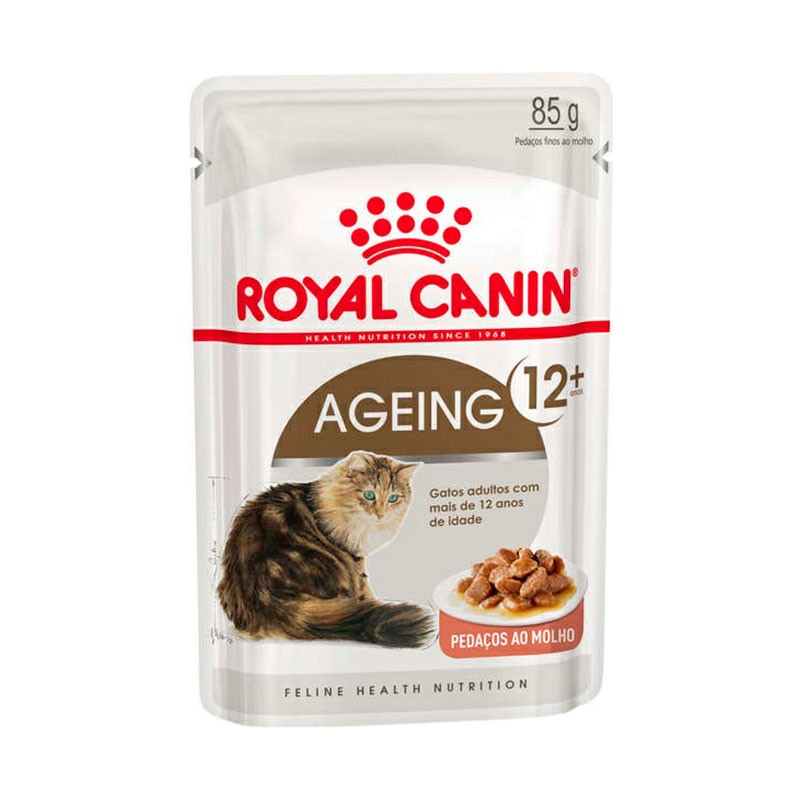 85 g
Pedaços finos ao molho
ROYAL CANIN®
HEALTH NUTRITION SINCE 1968
AGEING 12+
anos
Gatos adultos com
mais de 12 anos
de idade
PEDAÇOS AO MOLHO
FELINE HEALTH NUTRITION